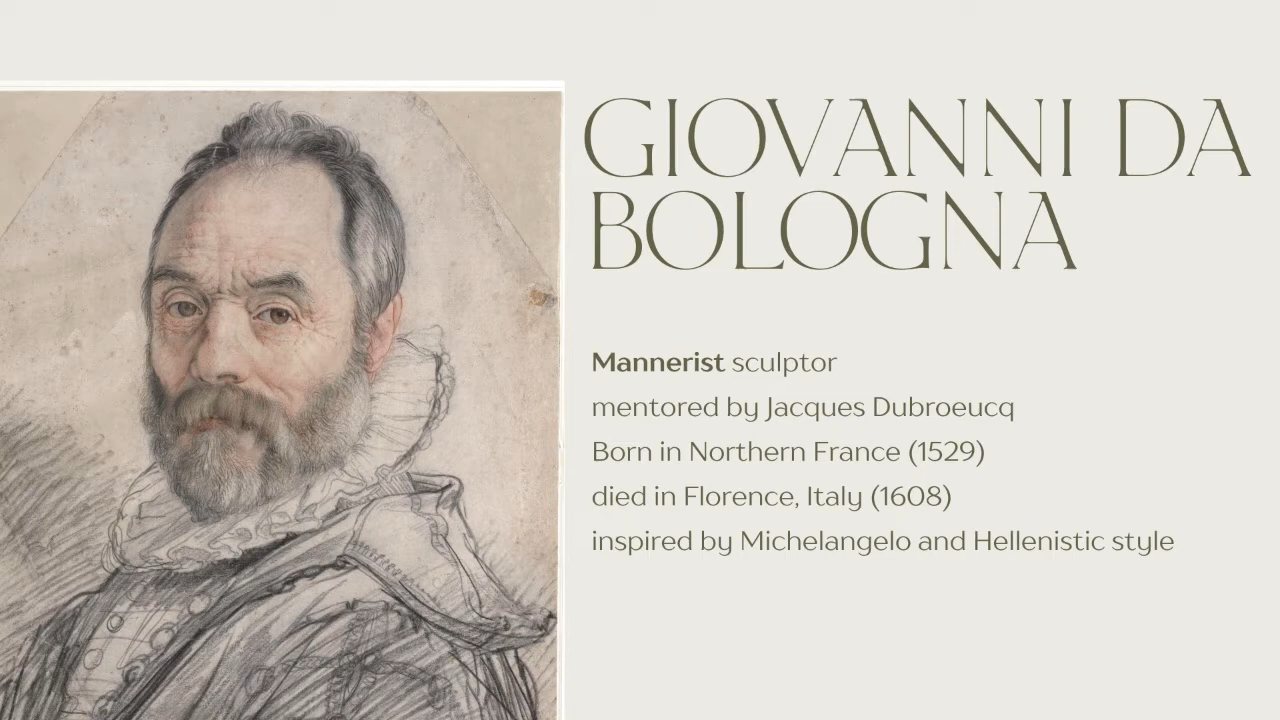 GIOVANNI DA
BOLOGNA
Mannerist sculptor
mentored by Jacques Dubroeucq
Born in Northern France (1529)
died in Florence, Italy (1608)
inspired by Michelangelo and Hellenistic style